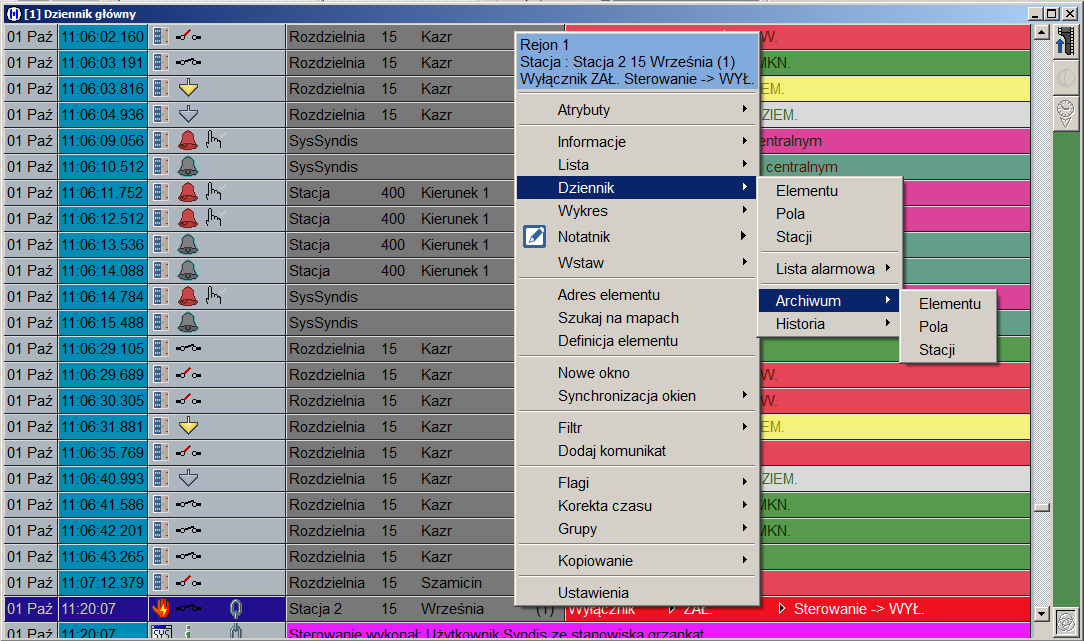 [1] Dziennik główny
01 Paź 11:06:02.160 Rozdzielnia 15 Kazr W.
01 Paź 11:06:03.191 Rozdzielnia 15 Kazr MKN.
01 Paź 11:06:03.816 Rozdzielnia 15 Kazr EM.
01 Paź 11:06:04.936 Rozdzielnia 15 Kazr ZIEM.
01 Paź 11:06:09.056 SysSyndis entralnym
01 Paź 11:06:10.512 SysSyndis centralnym
01 Paź 11:06:11.752 Stacja 400 Kierunek 1
01 Paź 11:06:12.512 Stacja 400 Kierunek 1
01 Paź 11:06:13.536 Stacja 400 Kierunek 1
01 Paź 11:06:14.088 Stacja 400 Kierunek 1
01 Paź 11:06:14.784 SysSyndis
01 Paź 11:06:15.488 SysSyndis
01 Paź 11:06:29.105 Rozdzielnia 15 Kazr
01 Paź 11:06:29.689 Rozdzielnia 15 Kazr W.
01 Paź 11:06:30.305 Rozdzielnia 15 Kazr W.
01 Paź 11:06:31.881 Rozdzielnia 15 Kazr EM.
01 Paź 11:06:35.769 Rozdzielnia 15 Kazr
01 Paź 11:06:40.993 Rozdzielnia 15 Kazr ZIEM.
01 Paź 11:06:41.586 Rozdzielnia 15 Kazr MKN.
01 Paź 11:06:42.201 Rozdzielnia 15 Kazr MKN.
01 Paź 11:06:43.265 Rozdzielnia 15 Kazr
01 Paź 11:07:12.379 Rozdzielnia 15 Szamicin
01 Paź 11:20:07 Stacja 2 15 Września (1) Wyłącznik ZAŁ. Sterowanie -> WYŁ.
01 Paź 11:20:07 SYS Sterowanie wykonał: Użytkownik Syndis ze stanowiska grzankat
Rejon 1
Stacja : Stacja 2 15 Września (1)
Wyłącznik ZAŁ. Sterowanie -> WYŁ.
Atrybuty
Informacje
Lista
Dziennik
Wykres
Notatnik
Wstaw
Adres elementu
Szukaj na mapach
Definicja elementu
Nowe okno
Synchronizacja okien
Filtr
Dodaj komunikat
Flagi
Korekta czasu
Grupy
Kopiowanie
Ustawienia
Elementu
Pola
Stacji
Lista alarmowa
Archiwum
Historia
Elementu
Pola
Stacji